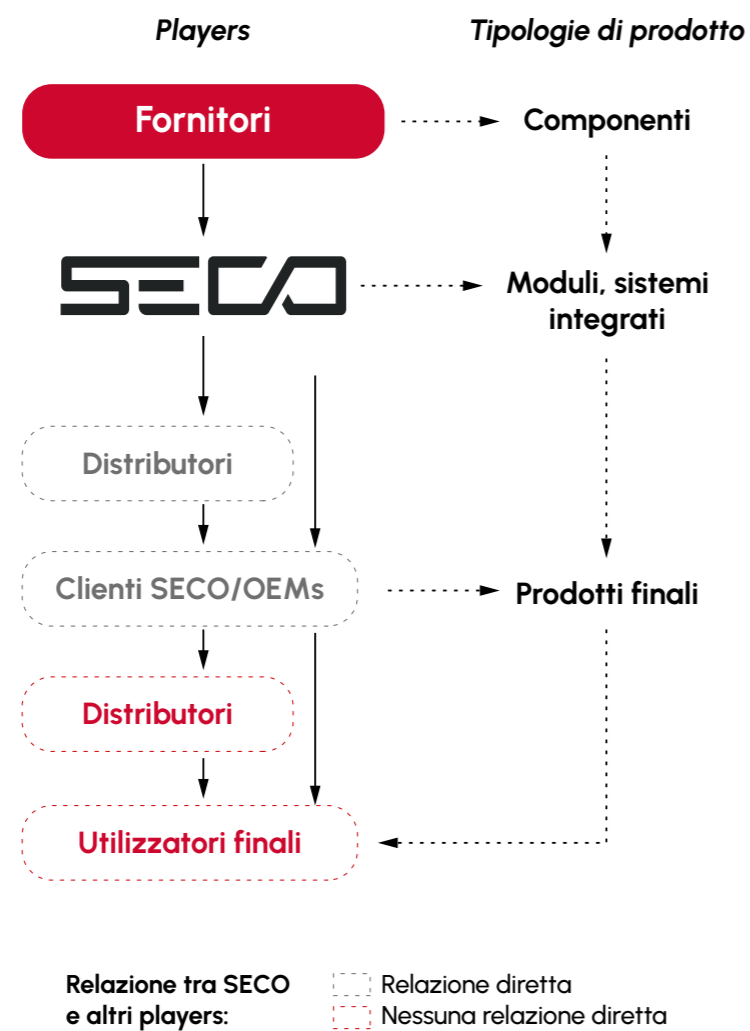 Players
Tipologie di prodotto
Fornitori
Componenti
SECO
Moduli, sistemi
integrati
Distributori
Clienti SECO/OEMs
Prodotti finali
Distributori
Utilizzatori finali
Relazione tra SECO
e altri players:
Relazione diretta
Nessuna relazione diretta